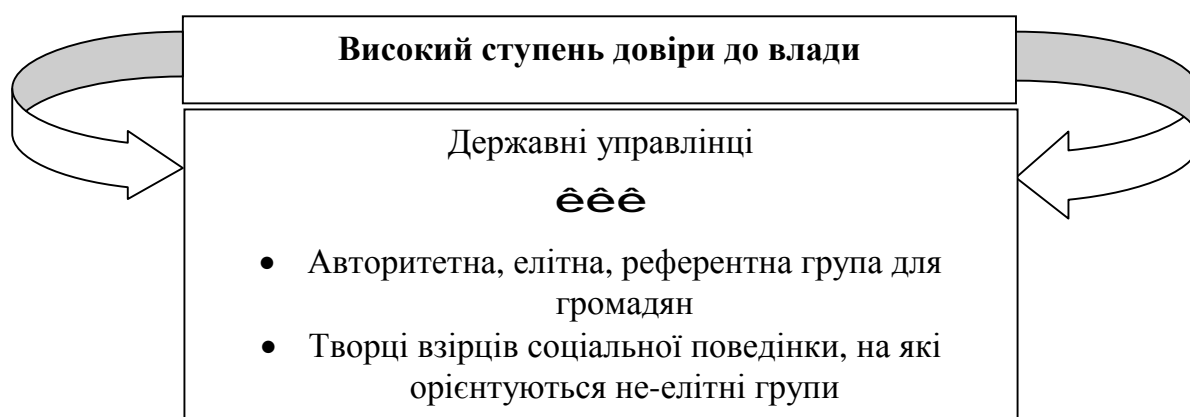 Високий ступень довіри до влади
Державні управлінці
êêê
• Авторитетна, елітна, референтна група для
громадян
• Творці взірців соціальної поведінки, на які
орієнтуються не-елітні групи